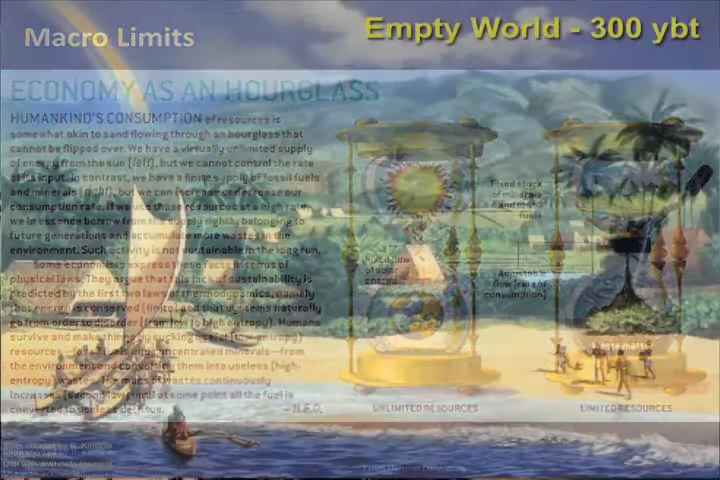 Macro Limits
Empty World - 300 ybt
ECONOMY AS AN HOURGLASS
HUMANKIND'S CONSUMPTION of resources is
somewhat akin to sand flowing through an hourglass that
cannot be flipped over. We have a virtually unlimited supply
of energy from the sun (left), but we cannot control the rate
of its input. In contrast, we have a finite supply of fossil fuels
and minerals (right), but we can increase or decrease our
consumption rate. If we use those resources at a high rate,
we in essence borrow from the supply rightly belonging to
future generations and accumulate more wastes in the
environment. Such activity is not sustainable in the long run.
Some economists express these facts in terms of
physical laws. They argue that this lack of sustainability is
predicted by the first two laws of thermodynamics, namely
that energy is conserved (finite) and that systems naturally
go from order to disorder (from low to high entropy). Humans
survive and make things by sucking useful (low-entropy)
resources—fossil fuels and concentrated minerals—from
the environment and converting them into useless (high-
entropy) wastes. The mass of wastes continuously
increases (second law) until at some point all the fuel is
converted to useless detritus.
—H.E.D.
Fixed stock
of minerals
and fossil
fuels
Fixed flow
of solar
energy
Adjustable
flow (rate of
consumption)
Waste matter
UNLIMITED RESOURCES
LIMITED RESOURCES
Herman Daly